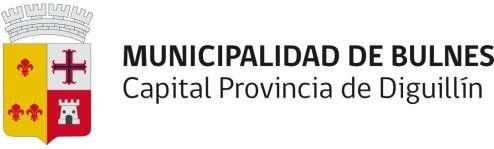 MUNICIPALIDAD DE BULNES
Capital Provincia de Diguillín